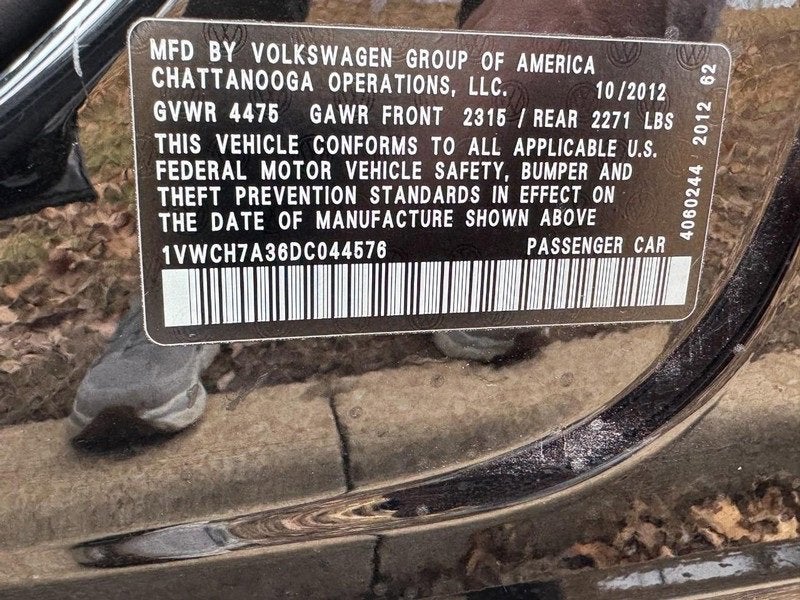 MFD BY VOLKSWAGEN GROUP OF AMERICA
CHATTANOOGA OPERATIONS, LLC. 10/2012
GVWR 4475 GAWR FRONT 2315 / REAR 2271 LBS
THIS VEHICLE CONFORMS TO ALL APPLICABLE U.S.
FEDERAL MOTOR VEHICLE SAFETY, BUMPER AND
THEFT PREVENTION STANDARDS IN EFFECT ON
THE DATE OF MANUFACTURE SHOWN ABOVE
1VWCH7A36DC044576 PASSENGER CAR
4060244 2012 62